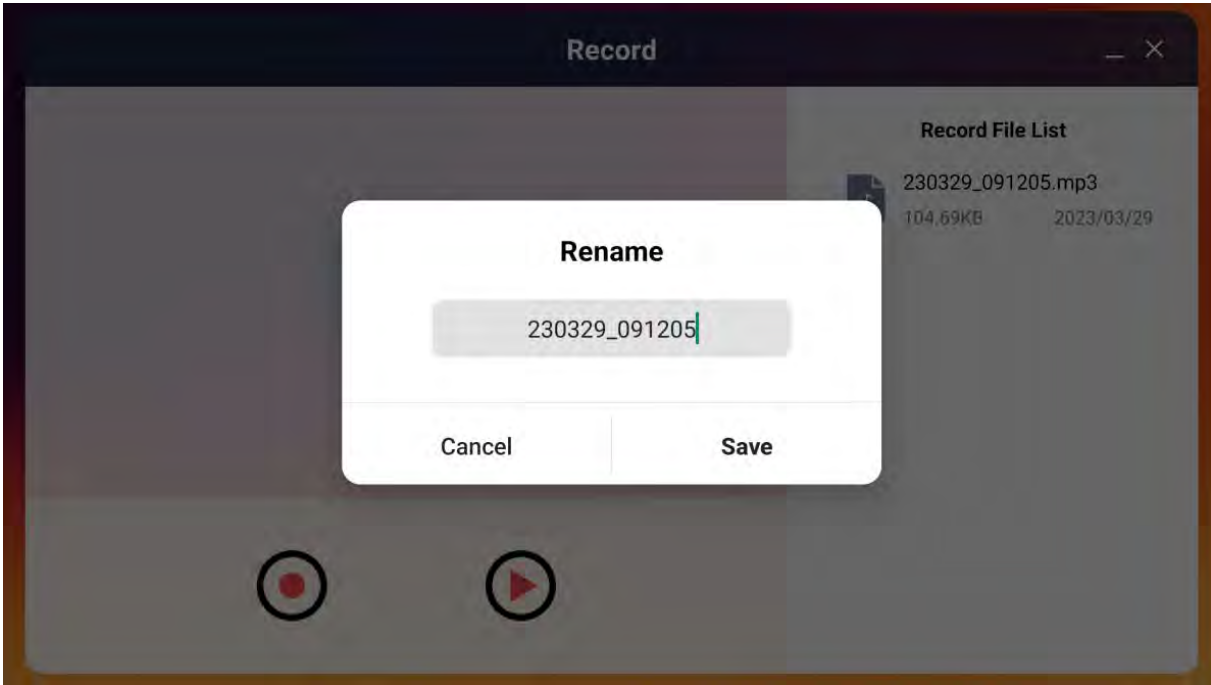 Record
Record File List
230329_091205.mp3
104.69KB 2023/03/29
Rename
230329_091205
Cancel Save